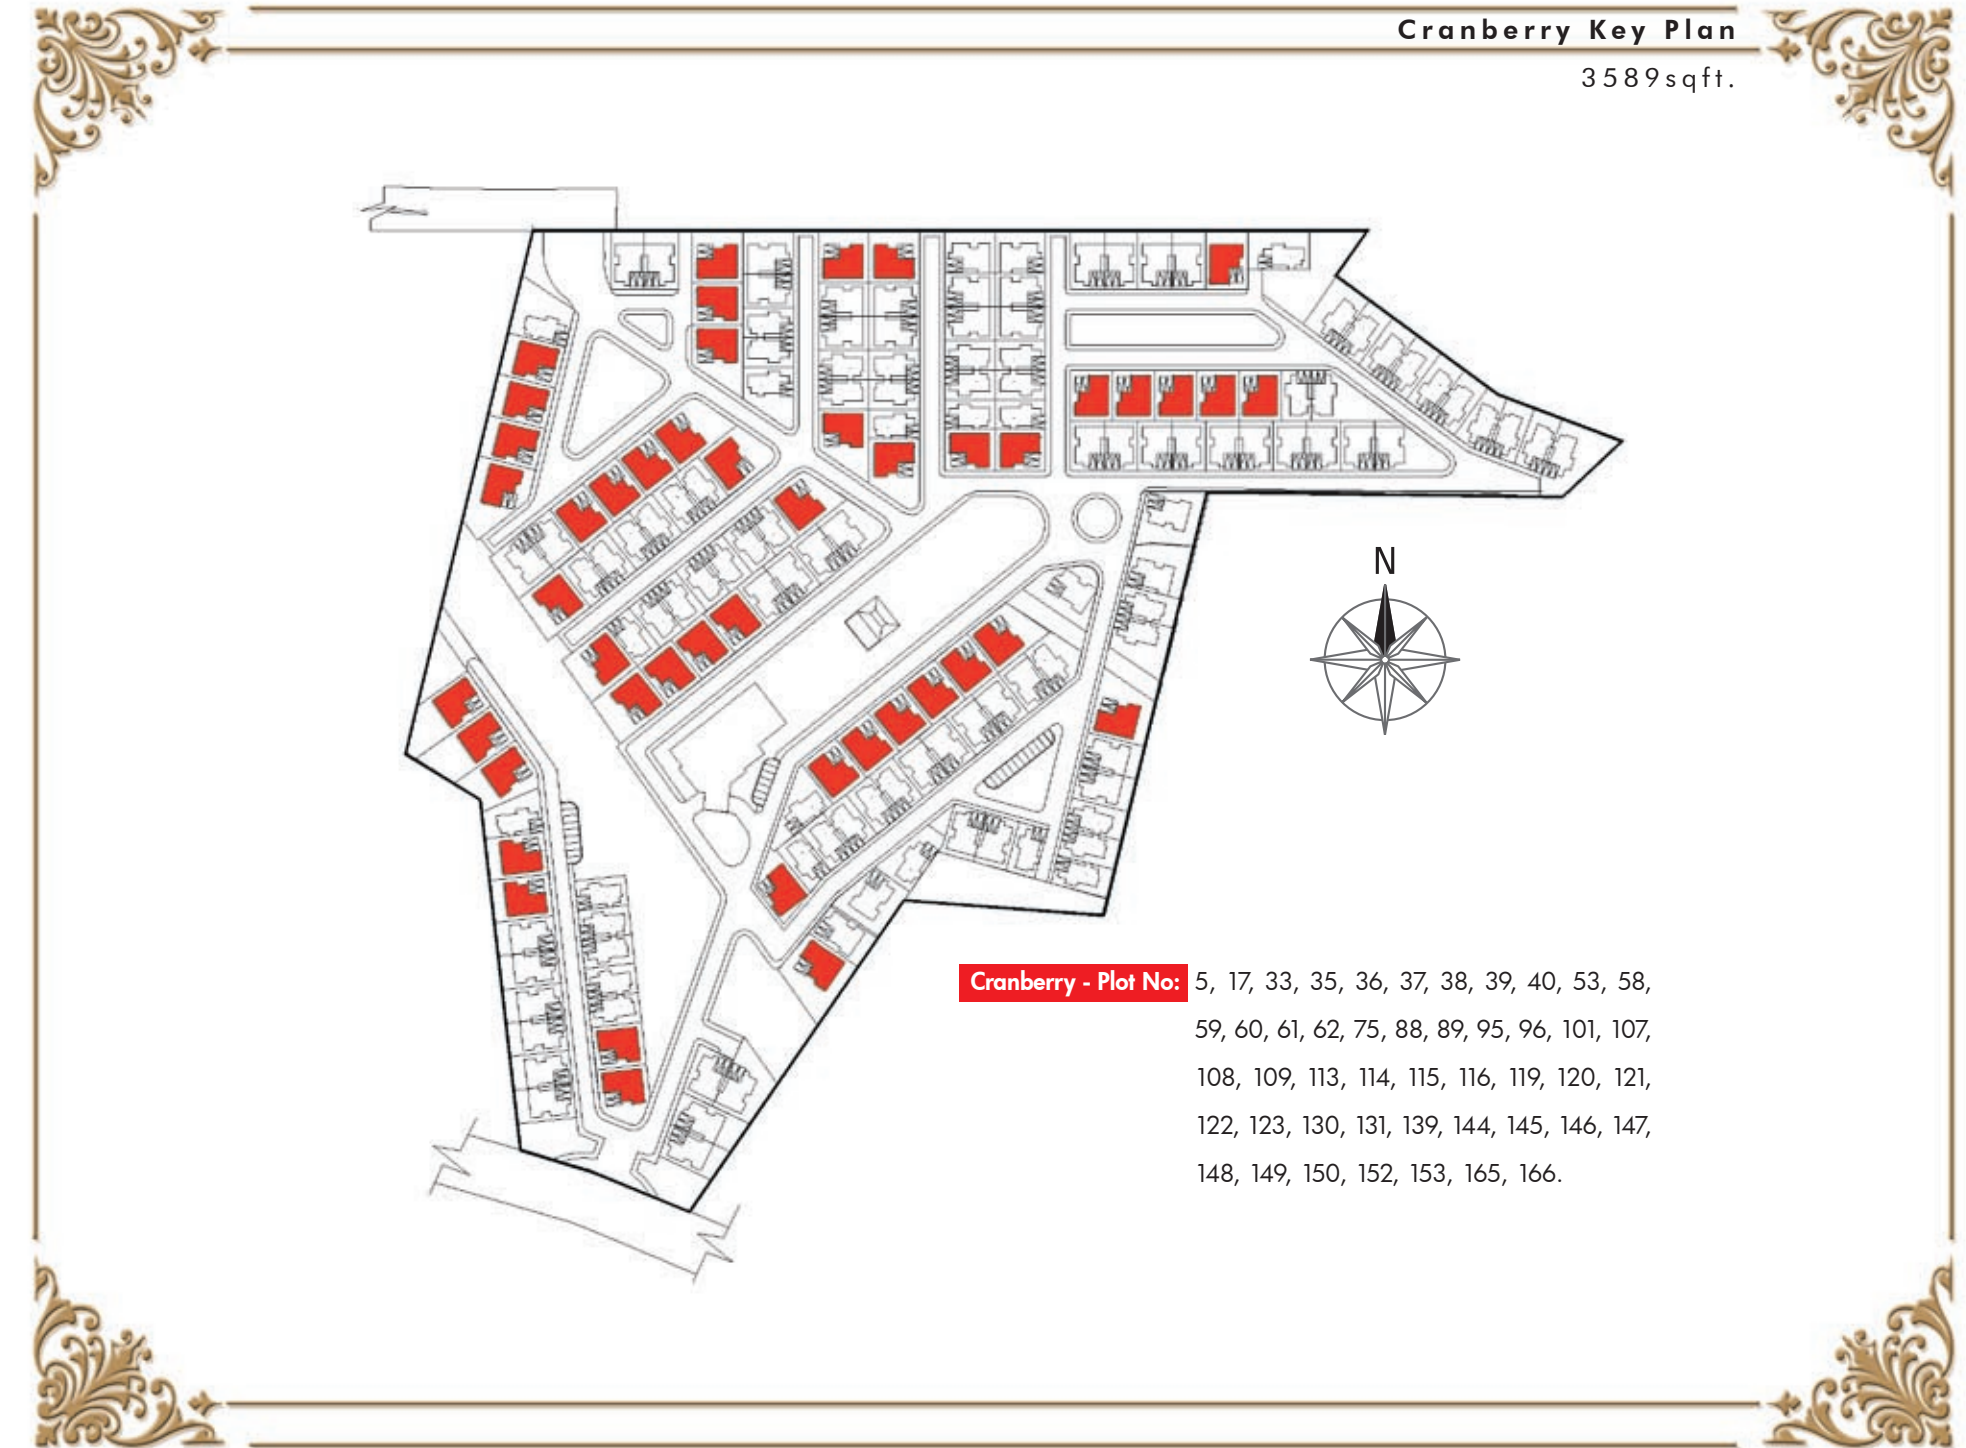 Cranberry Key Plan
3589sqft.
N
Cranberry - Plot No: 5, 17, 33, 35, 36, 37, 38, 39, 40, 53, 58,
59, 60, 61, 62, 75, 88, 89, 95, 96, 101, 107,
108, 109, 113, 114, 115, 116, 119, 120, 121,
122, 123, 130, 131, 139, 144, 145, 146, 147,
148, 149, 150, 152, 153, 165, 166.